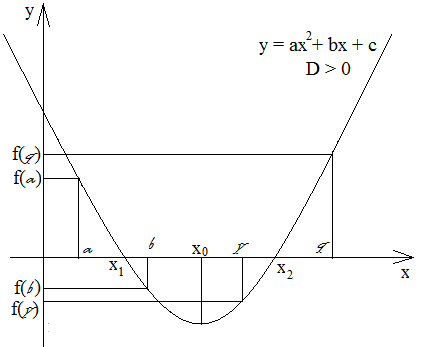 y
y = ax²+ bx + c
D > 0
f(q)
f(a)
a
b
x₀
p
q
x₁
x₂
x
f(b)
f(p)